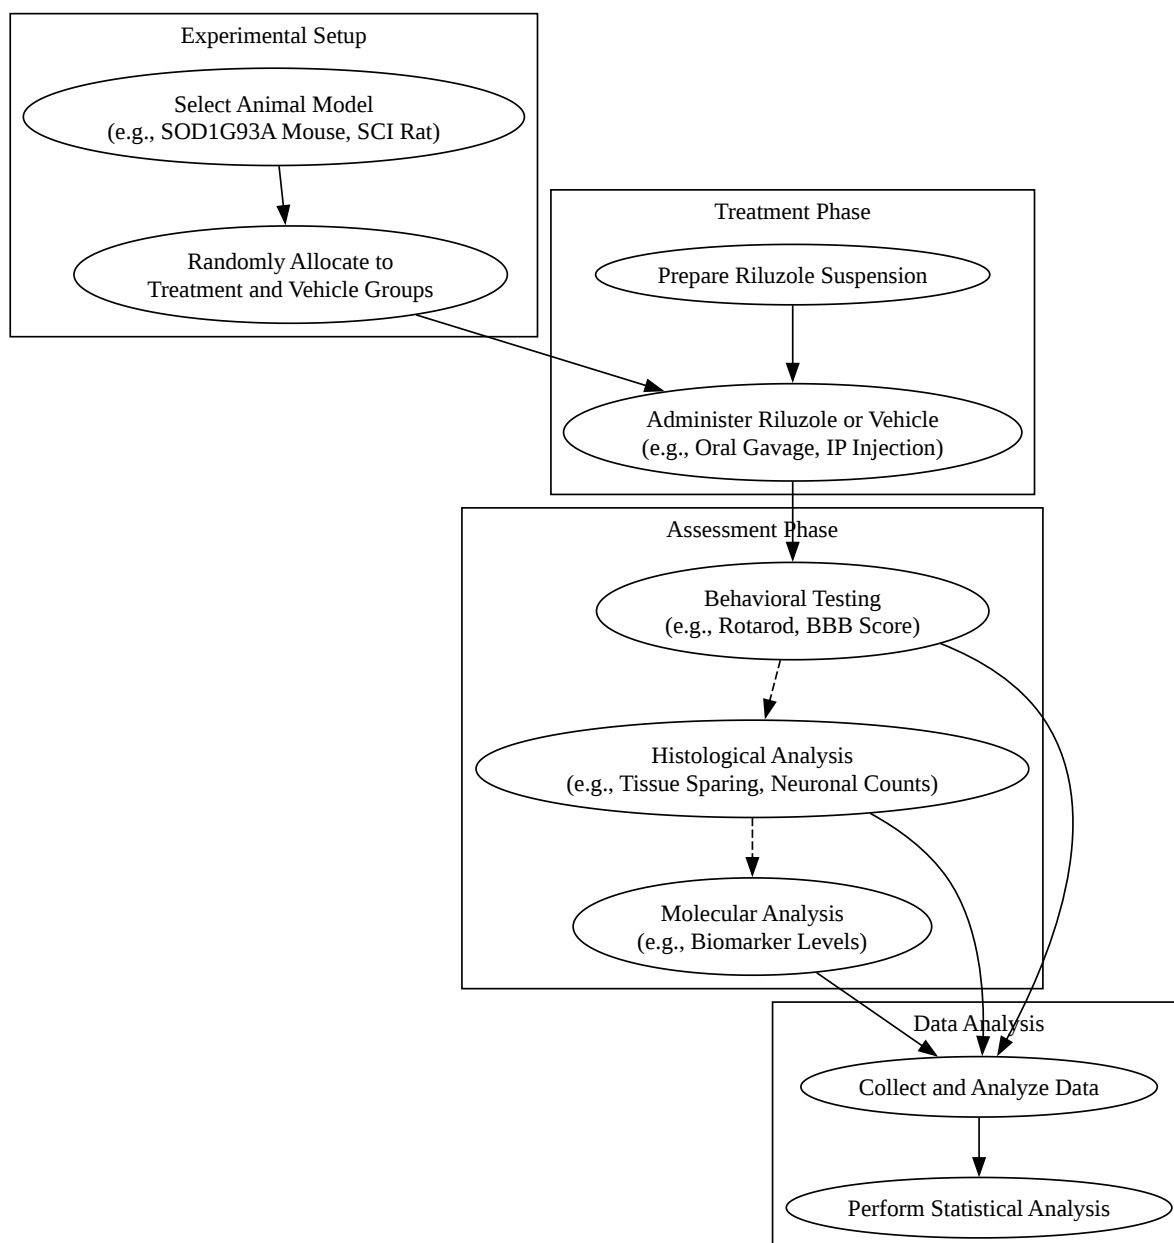 Experimental Setup
Select Animal Model
(e.g., SOD1G93A Mouse, SCI Rat)
Randomly Allocate to
Treatment and Vehicle Groups
Treatment Phase
Prepare Riluzole Suspension
Administer Riluzole or Vehicle
(e.g., Oral Gavage, IP Injection)
Assessment Phase
Behavioral Testing
(e.g., Rotarod, BBB Score)
Histological Analysis
(e.g., Tissue Sparing, Neuronal Counts)
Molecular Analysis
(e.g., Biomarker Levels)
Data Analysis
Collect and Analyze Data
Perform Statistical Analysis